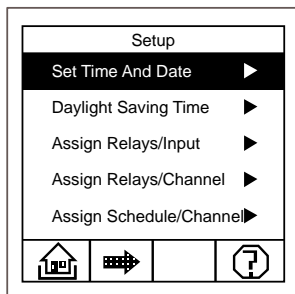 Setup
Set Time And Date
Daylight Saving Time
Assign Relays/Input
Assign Relays/Channel
Assign Schedule/Channel
?